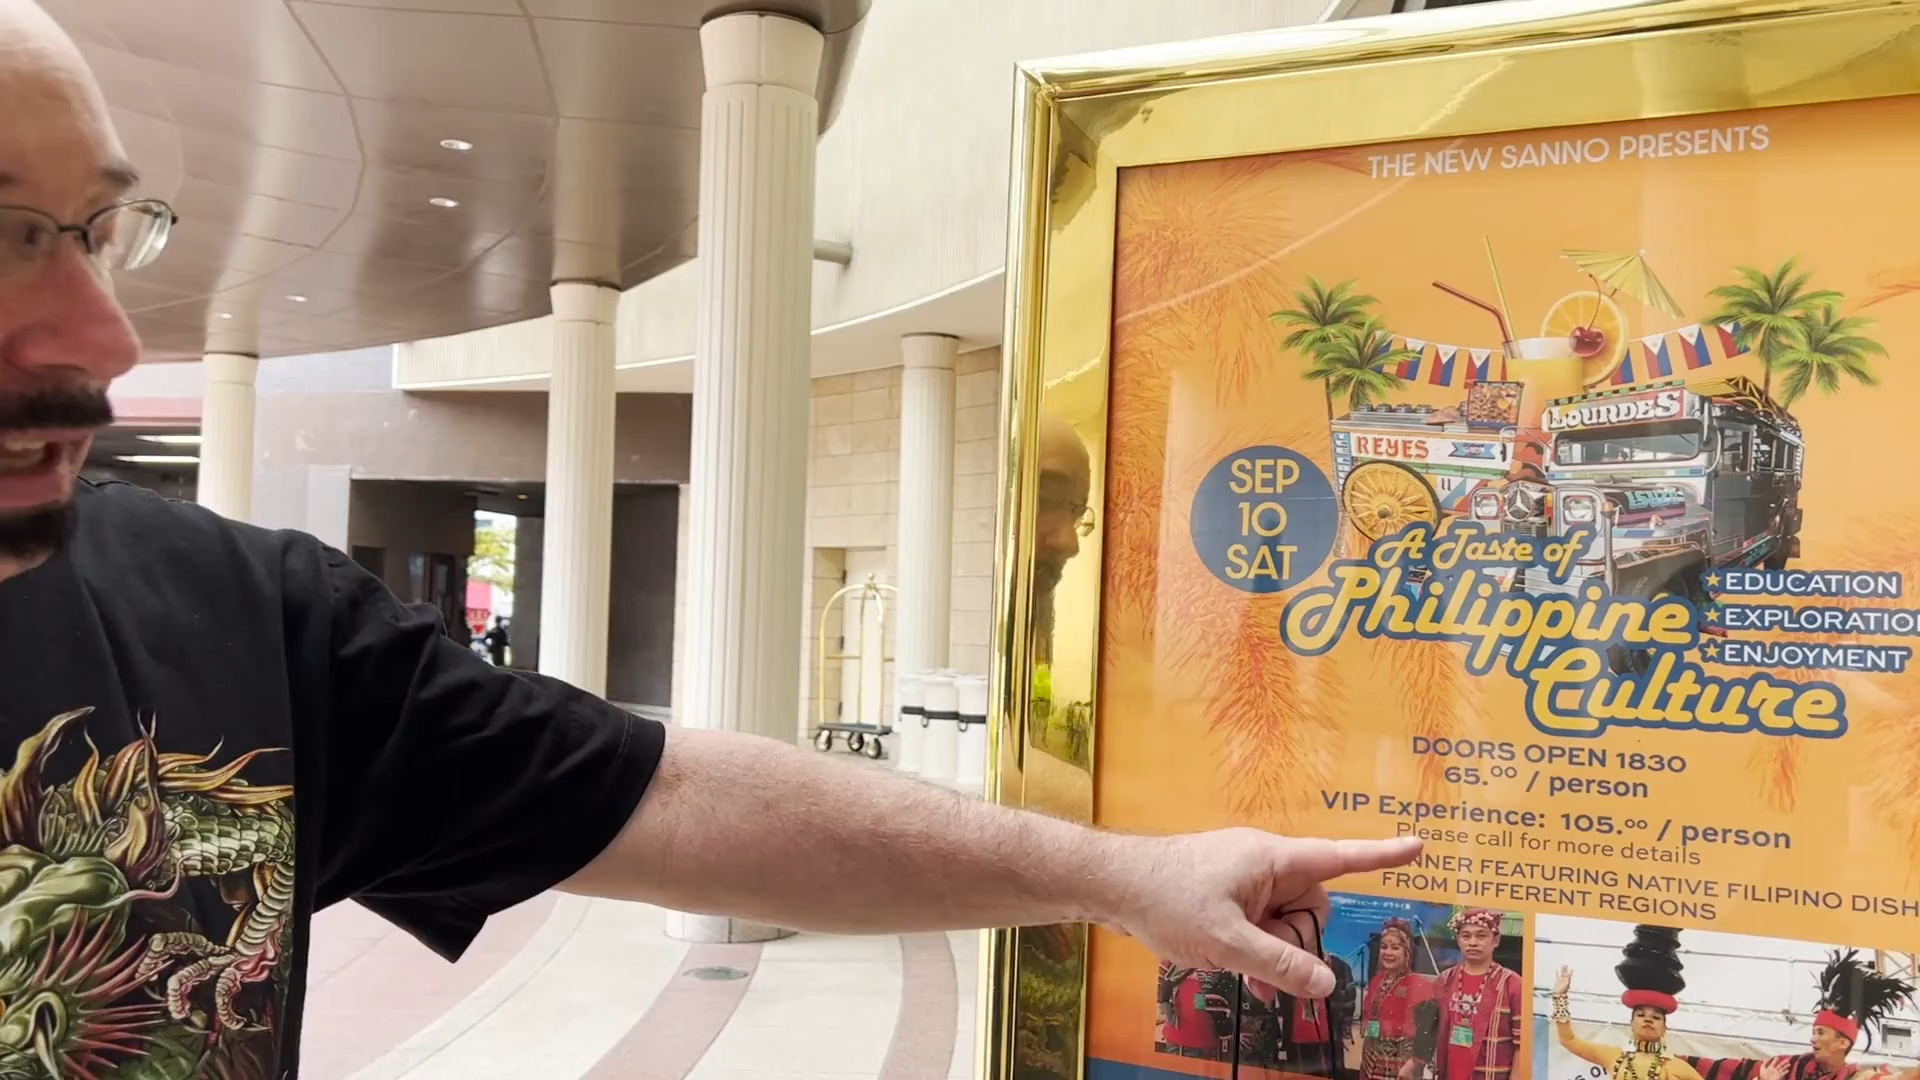 THE NEW SANNO PRESENTS
LOURDES
REYES
SEP
10
SAT
A Taste of
Philippine
Culture
EDUCATION
EXPLORATIO
ENJOYMENT
DOORS OPEN 1830
65.00 / person
VIP Experience: 105.00 / person
Please call for more details
NNER FEATURING NATIVE FILIPINO DISH
FROM DIFFERENT REGIONS